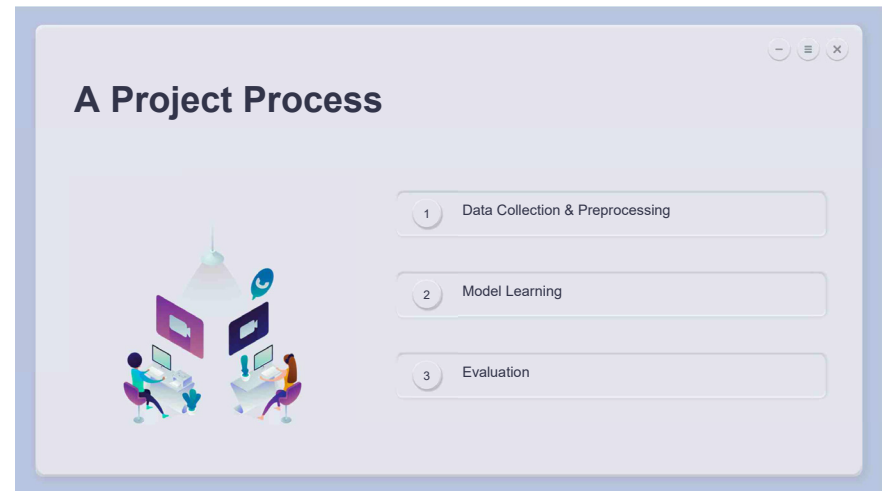 A Project Process
1 Data Collection & Preprocessing
2 Model Learning
3 Evaluation